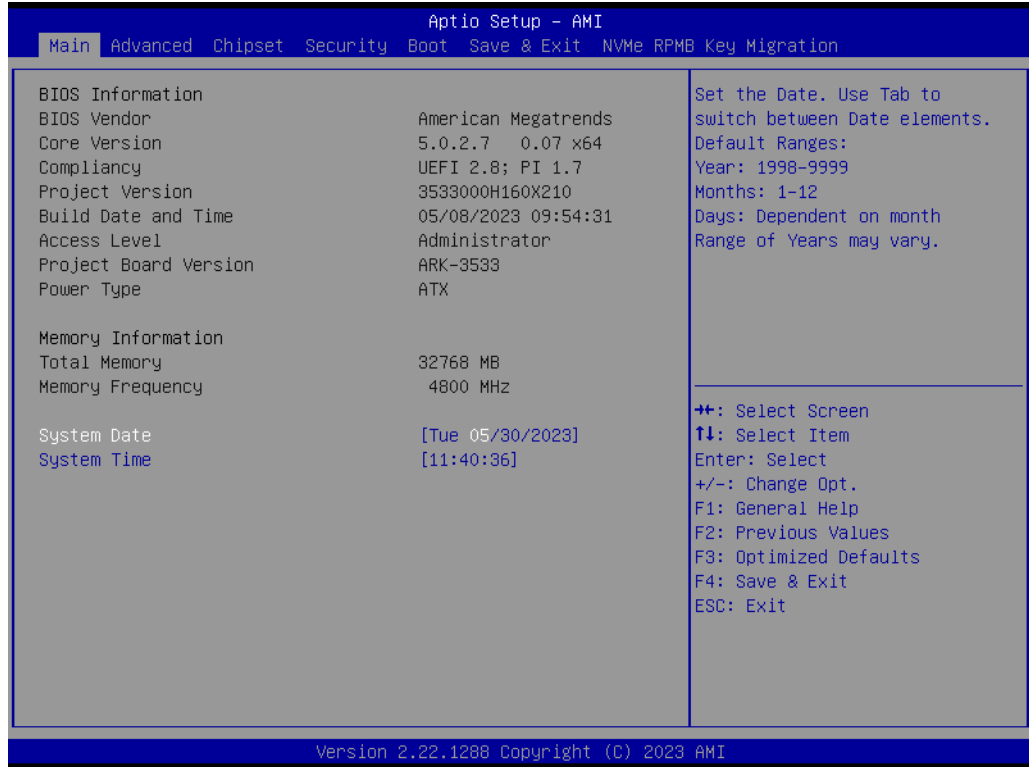 Aptio Setup – AMI
Main Advanced Chipset Security Boot Save & Exit NVMe RPMB Key Migration
BIOS Information
BIOS Vendor American Megatrends
Core Version 5.0.2.7 0.07 x64
Compliancy UEFI 2.8; PI 1.7
Project Version 3533000H160X210
Build Date and Time 05/08/2023 09:54:31
Access Level Administrator
Project Board Version ARK-3533
Power Type ATX
Memory Information
Total Memory 32768 MB
Memory Frequency 4800 MHz
System Date [Tue 05/30/2023]
System Time [11:40:36]
Set the Date. Use Tab to
switch between Date elements.
Default Ranges:
Year: 1998-9999
Months: 1-12
Days: Dependent on month
Range of Years may vary.
→←: Select Screen
↑↓: Select Item
Enter: Select
+/-: Change Opt.
F1: General Help
F2: Previous Values
F3: Optimized Defaults
F4: Save & Exit
ESC: Exit
Version 2.22.1288 Copyright (C) 2023 AMI